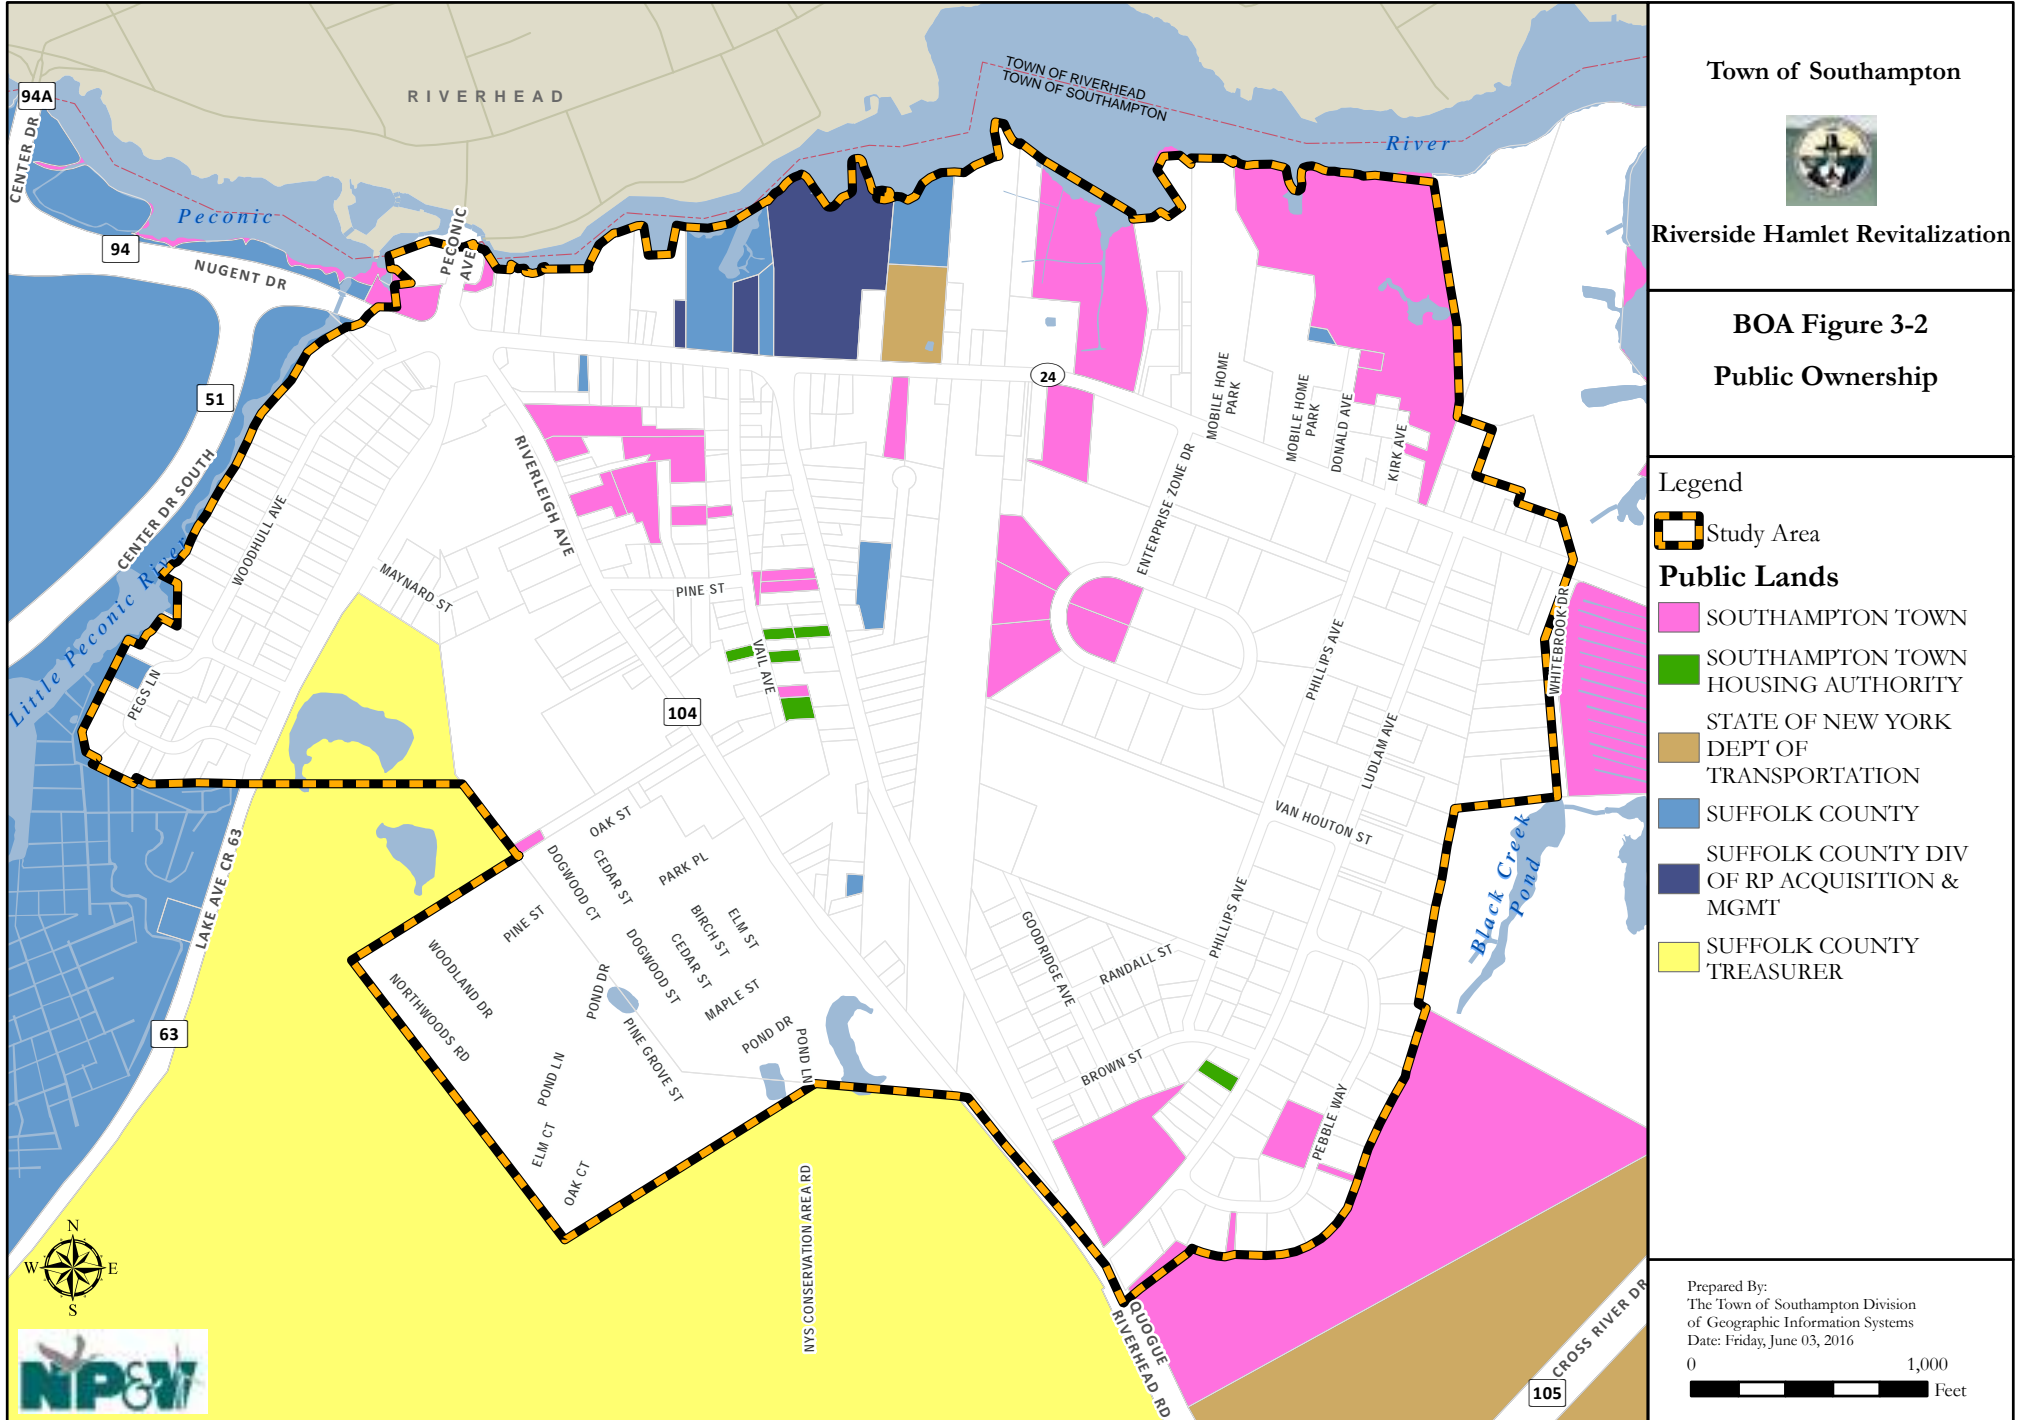 Town of Southampton
Riverside Hamlet Revitalization
BOA Figure 3-2
Public Ownership
Legend
Study Area
Public Lands
SOUTHAMPTON TOWN
SOUTHAMPTON TOWN
HOUSING AUTHORITY
STATE OF NEW YORK
DEPT OF
TRANSPORTATION
SUFFOLK COUNTY
SUFFOLK COUNTY DIV
OF RP ACQUISITION &
MGMT
SUFFOLK COUNTY
TREASURER
Prepared By:
The Town of Southampton Division
of Geographic Information Systems
Date: Friday, June 03, 2016
0 1,000
Feet
RIVERHEAD
TOWN OF RIVERHEAD
TOWN OF SOUTHAMPTON
River
94A
CENTER DR
Peconic
94
NUGENT DR
PECONIC
AVE
51
CENTER DR SOUTH
Little Peconic River
WOODHULL AVE
PEGS LN
MAYNARD ST
RIVERLEIGH AVE
24
MOBILE HOME
PARK
MOBILE HOME
PARK
DONALD AVE
KIRK AVE
ENTERPRISE ZONE DR
PINE ST
VAIL AVE
104
PHILLIPS AVE
LUDLAM AVE
WHITEBROOK DR
VAN HOUTON ST
Black Creek
Pond
LAKE AVE CR 63
63
OAK ST
DOGWOOD CT
CEDAR ST
PARK PL
PINE ST
BIRCH ST
ELM ST
WOODLAND DR
NORTHWOODS RD
DOGWOOD ST
CEDAR ST
POND DR
MAPLE ST
PINE GROVE ST
POND DR
POND LN
POND LN
ELM CT
OAK CT
GOODRIDGE AVE
RANDALL ST
PHILLIPS AVE
BROWN ST
PEBBLE WAY
NYS CONSERVATION AREA RD
QUOGUE
RIVERHEAD RD
CROSS RIVER DR
105
N
W E
S
NP&V